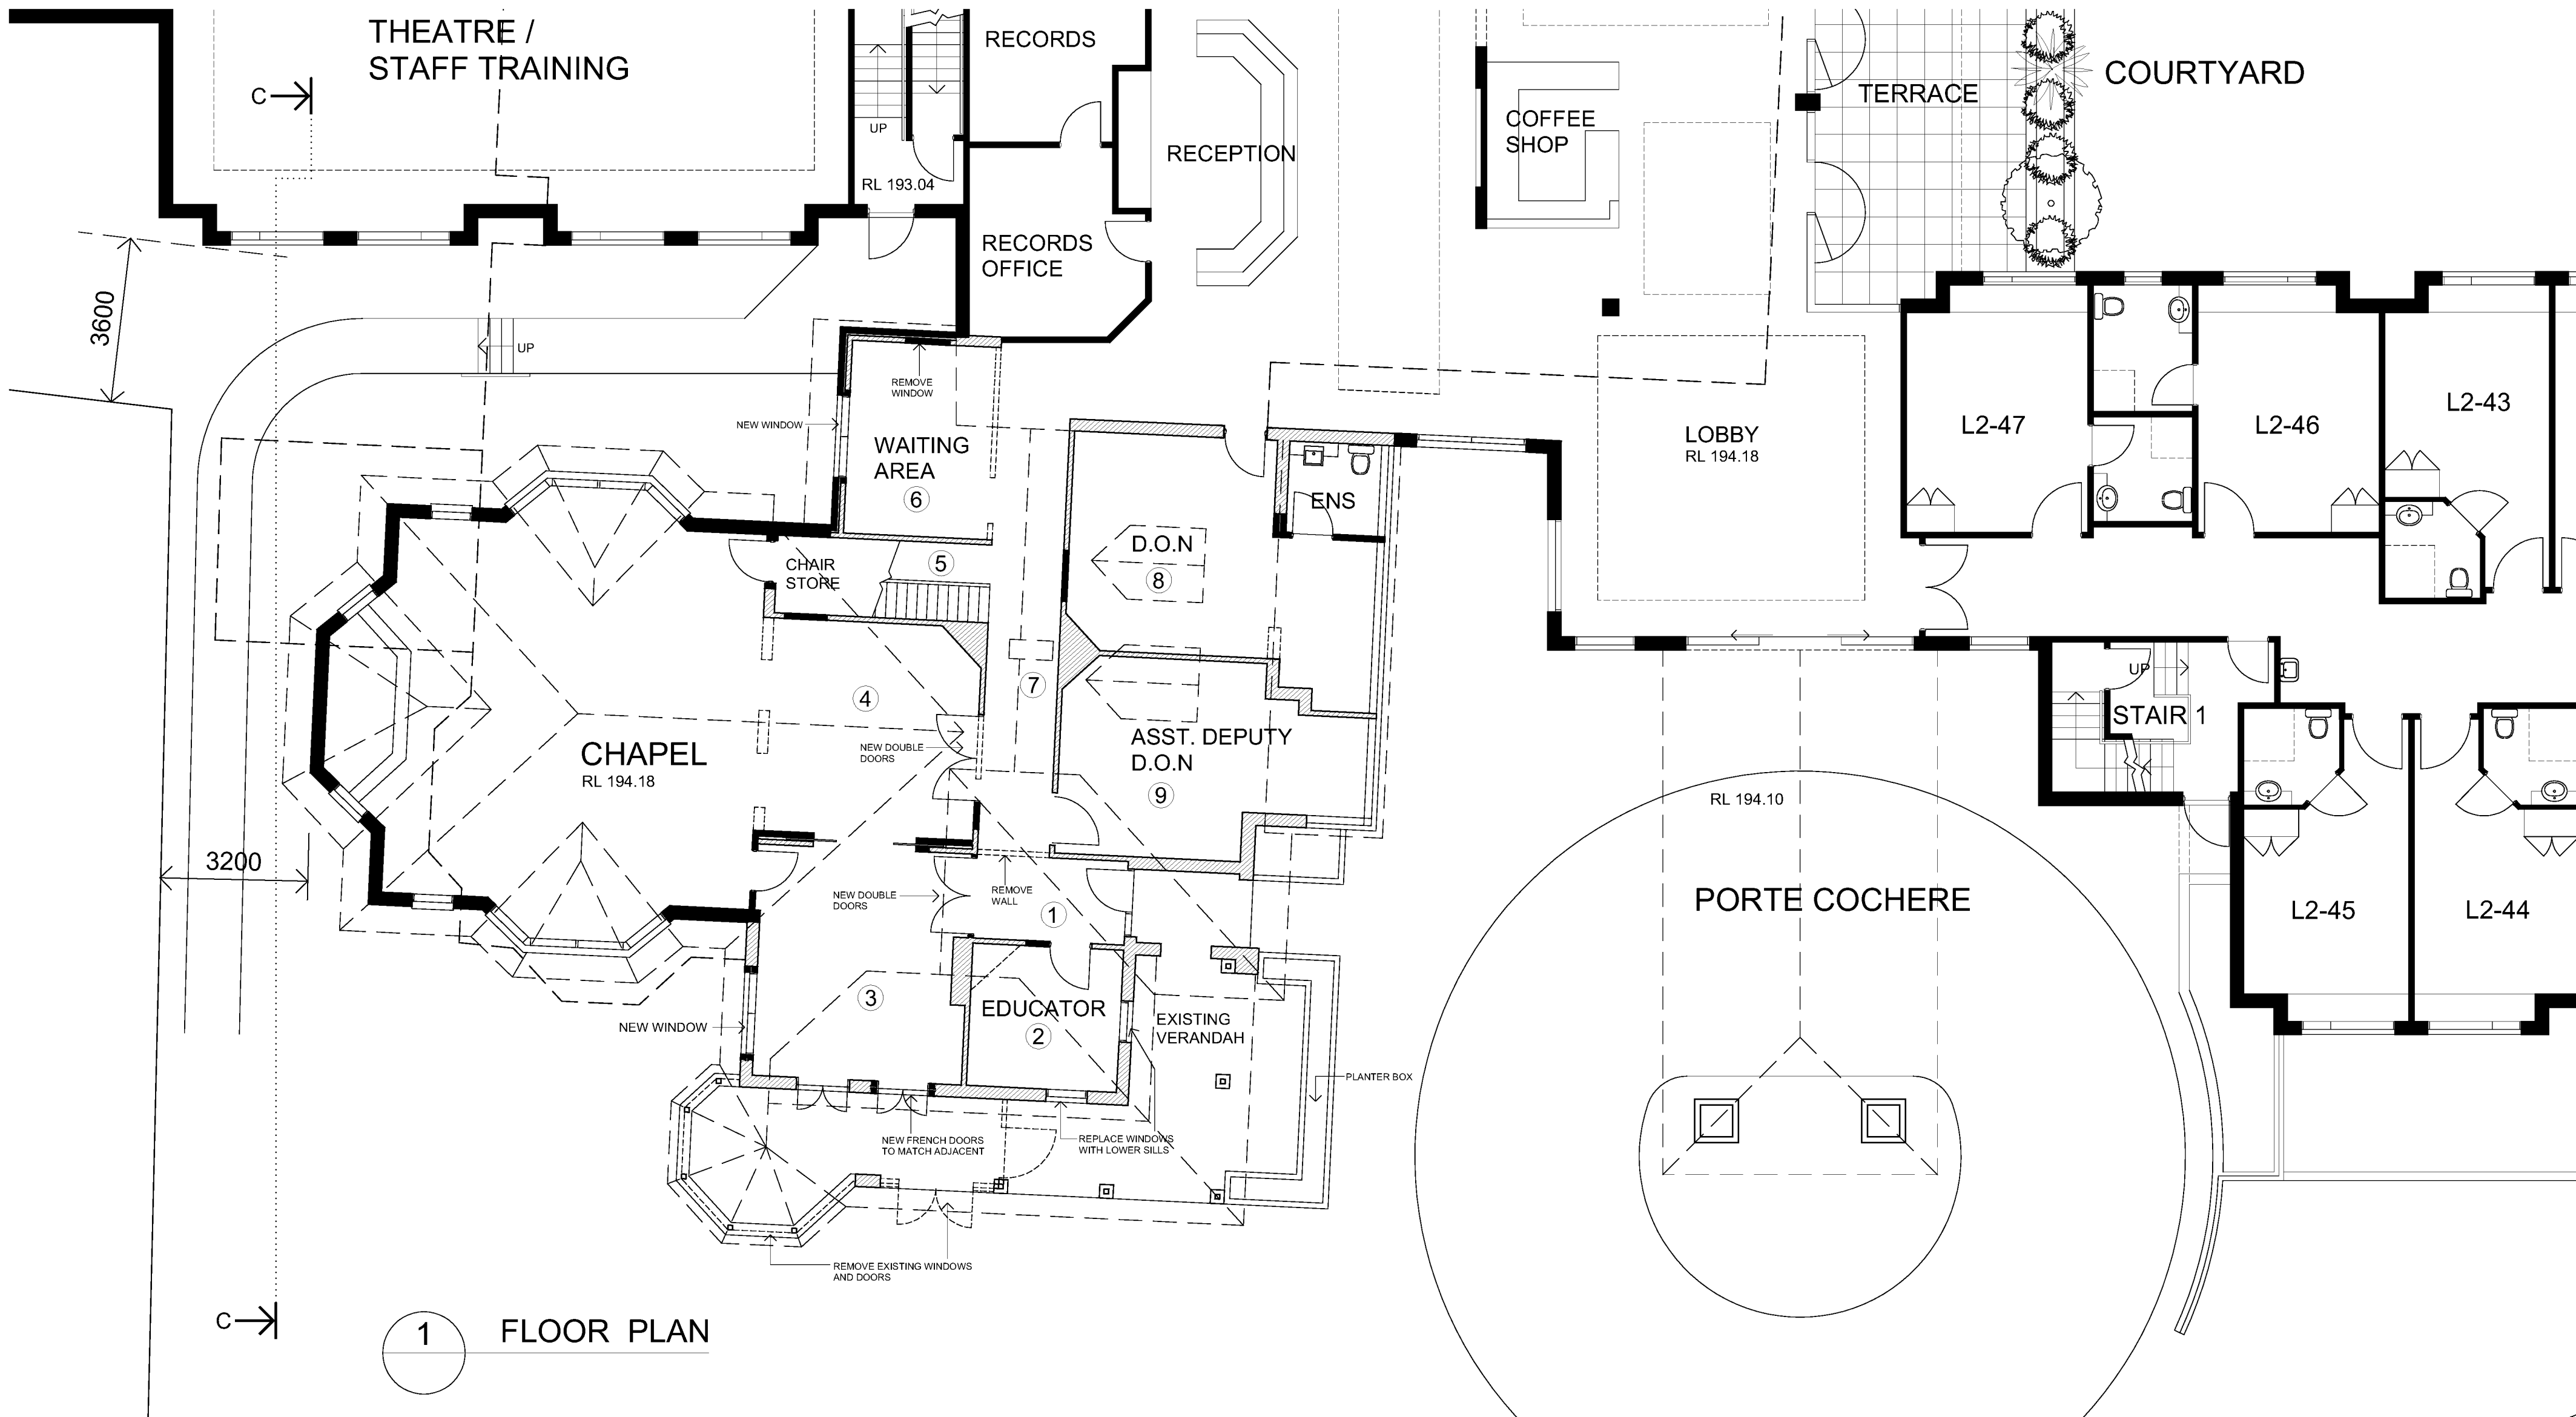 THEATRE /
STAFF TRAINING
C
RECORDS
UP
RL 193.04
RECEPTION
COFFEE
SHOP
TERRACE
COURTYARD
RECORDS
OFFICE
3600
UP
REMOVE
WINDOW
NEW WINDOW
WAITING
AREA
6
LOBBY
RL 194.18
L2-47
L2-46
L2-43
ENS
D.O.N
8
CHAIR
STORE
5
7
4
CHAPEL
RL 194.18
NEW DOUBLE
DOORS
ASST. DEPUTY
D.O.N
9
UP
STAIR 1
RL 194.10
3200
NEW DOUBLE
DOORS
REMOVE
WALL
1
PORTE COCHERE
L2-45
L2-44
3
EDUCATOR
2
NEW WINDOW
EXISTING
VERANDAH
PLANTER BOX
NEW FRENCH DOORS
TO MATCH ADJACENT
REPLACE WINDOWS
WITH LOWER SILLS
REMOVE EXISTING WINDOWS
AND DOORS
C
1
FLOOR PLAN